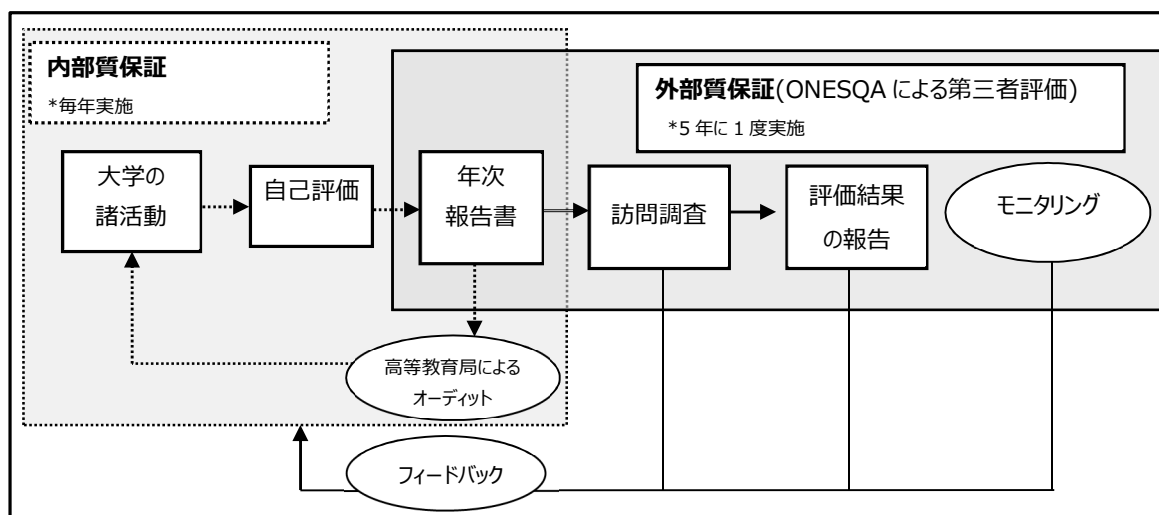 内部質保証
*毎年実施
外部質保証(ONESQA による第三者評価)
*5 年に 1 度実施
大学の
諸活動
自己評価
年次
報告書
訪問調査
評価結果
の報告
モニタリング
高等教育局による
オーディット
フィードバック